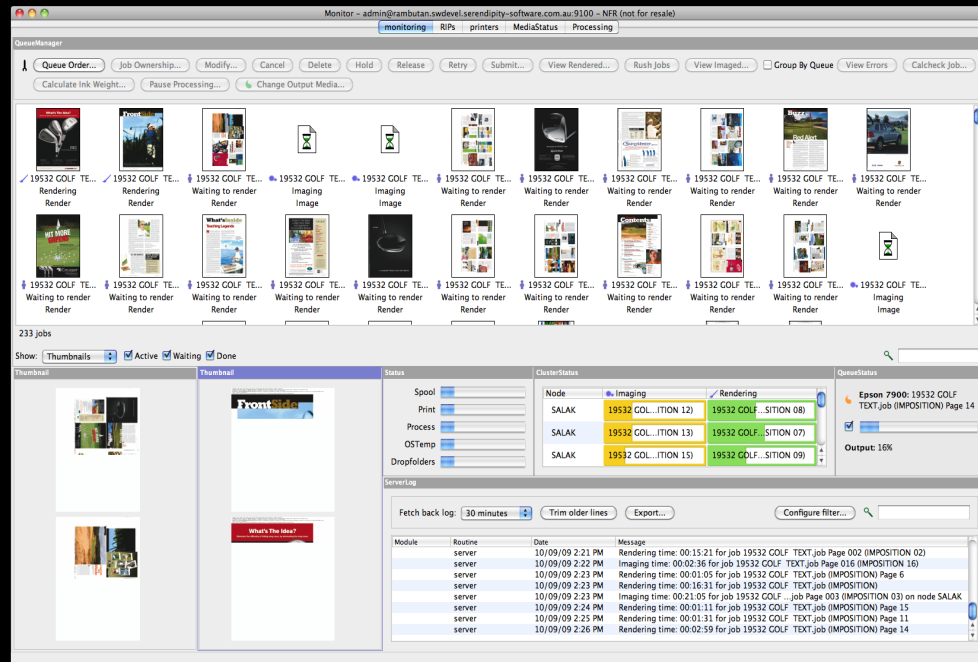 Monitor – admin@rambutan.swdevel.serendipity-software.com.au:9100 – NFR (not for resale)
monitoring RIPs printers MediaStatus Processing
QueueManager
Queue Order... Job Ownership... Modify... Cancel Delete Hold Release Retry Submit... View Rendered... Rush Jobs View Imaged... Group By Queue View Errors Calcheck Job...
Calculate Ink Weight... Pause Processing... Change Output Media...
What's The Idea? FrontSide Buzz Red Alert
19532 GOLF TE... 19532 GOLF TE... 19532 GOLF TE... 19532 GOLF TE... 19532 GOLF TE... 19532 GOLF TE... 19532 GOLF TE... 19532 GOLF TE... 19532 GOLF TE... 19532 GOLF TE... 19532 GOLF TE...
Rendering Rendering Waiting to render Imaging Imaging Waiting to render Waiting to render Waiting to render Waiting to render Waiting to render Waiting to render
Render Render Render Image Image Render Render Render Render Render Render
HIT MORE GREENS What'sInside Contents
Touring Legends
19532 GOLF TE... 19532 GOLF TE... 19532 GOLF TE... 19532 GOLF TE... 19532 GOLF TE... 19532 GOLF TE... 19532 GOLF TE... 19532 GOLF TE... 19532 GOLF TE... 19532 GOLF TE... 19532 GOLF TE...
Waiting to render Waiting to render Waiting to render Waiting to render Waiting to render Waiting to render Waiting to render Waiting to render Waiting to render Waiting to render Imaging
Render Render Render Render Render Render Render Render Render Render Image
233 jobs
Show: Thumbnails Active Waiting Done
Thumbnail
Thumbnail
FrontSide
What's The Idea?
Status
Spool
Print
Process
OSTemp
Dropfolders
ClusterStatus
Node Imaging Rendering
SALAK 19532 GOL...ITION 12) 19532 GOLF...SITION 08)
SALAK 19532 GOL...ITION 13) 19532 GOLF...SITION 07)
SALAK 19532 GOL...ITION 15) 19532 GOLF...SITION 09)
QueueStatus
Epson 7900: 19532 GOLF
TEXT.job (IMPOSITION) Page 14
Output: 16%
ServerLog
Fetch back log: 30 minutes Trim older lines Export... Configure filter...
Module Routine Date Message
server 10/09/09 2:21 PM Rendering time: 00:15:21 for job 19532 GOLF TEXT.job Page 002 (IMPOSITION 02)
server 10/09/09 2:22 PM Imaging time: 00:02:36 for job 19532 GOLF TEXT.job Page 016 (IMPOSITION 16)
server 10/09/09 2:23 PM Rendering time: 00:01:05 for job 19532 GOLF TEXT.job (IMPOSITION) Page 6
server 10/09/09 2:23 PM Rendering time: 00:16:31 for job 19532 GOLF TEXT.job (IMPOSITION)
server 10/09/09 2:23 PM Imaging time: 00:21:05 for job 19532 GOLF ...job Page 003 (IMPOSITION 03) on node SALAK
server 10/09/09 2:24 PM Rendering time: 00:01:11 for job 19532 GOLF TEXT.job (IMPOSITION) Page 15
server 10/09/09 2:25 PM Rendering time: 00:01:31 for job 19532 GOLF TEXT.job (IMPOSITION) Page 11
server 10/09/09 2:26 PM Rendering time: 00:02:59 for job 19532 GOLF TEXT.job (IMPOSITION) Page 14